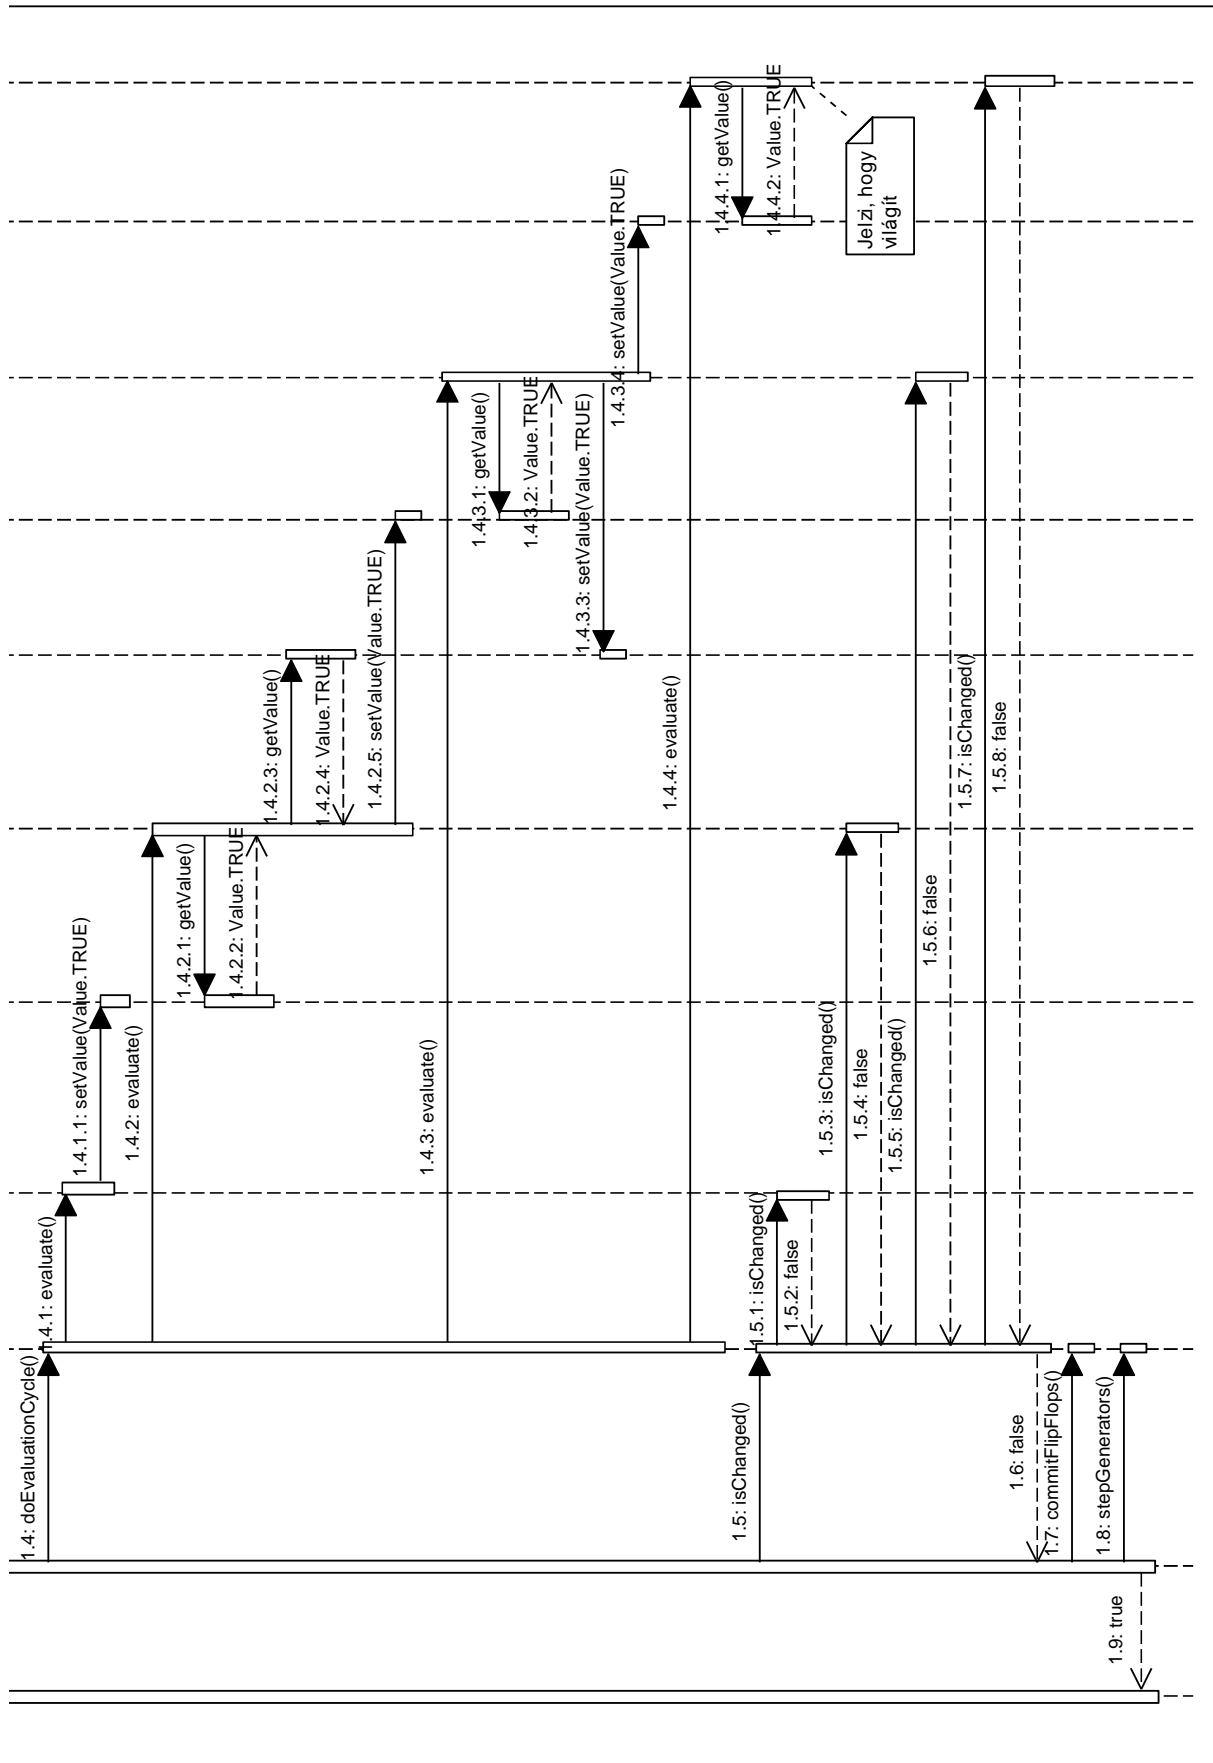 1.4: doEvaluationCycle()
1.4.1: evaluate()
1.4.1.1: setValue(Value.TRUE)
1.4.2: evaluate()
1.4.2.1: getValue()
1.4.2.2: Value.TRUE
1.4.2.3: getValue()
1.4.2.4: Value.TRUE
1.4.2.5: setValue(Value.TRUE)
1.4.3: evaluate()
1.4.3.1: getValue()
1.4.3.2: Value.TRUE
1.4.3.3: setValue(Value.TRUE)
1.4.3.4: setValue(Value.TRUE)
1.4.4: evaluate()
1.4.4.1: getValue()
1.4.4.2: Value.TRUE
Jelzi, hogy
világít
1.5: isChanged()
1.5.1: isChanged()
1.5.2: false
1.5.3: isChanged()
1.5.4: false
1.5.5: isChanged()
1.5.6: false
1.5.7: isChanged()
1.5.8: false
1.6: false
1.7: commitFlipFlops()
1.8: stepGenerators()
1.9: true